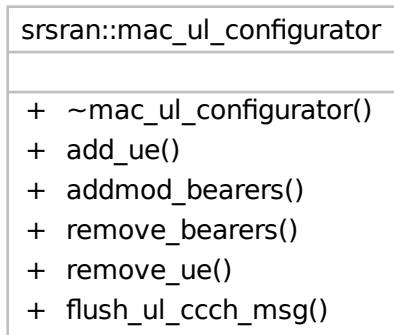 srsran::mac_ul_configurator
+ ~mac_ul_configurator()
+ add_ue()
+ addmod_bearers()
+ remove_bearers()
+ remove_ue()
+ flush_ul_ccch_msg()